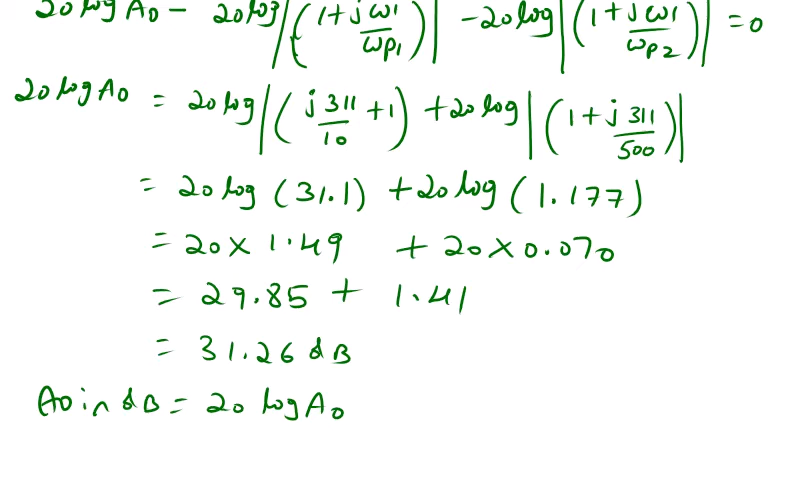 20 log A0 - 20 log |(1 + jω1/ωp1)| - 20 log |(1 + jω1/ωp2)| = 0
20 log A0 = 20 log |(j 311/10 + 1)| + 20 log |(1 + j 311/500)|
= 20 log (31.1) + 20 log (1.177)
= 20 × 1.49 + 20 × 0.070
= 29.85 + 1.41
= 31.26 dB
A0 in dB = 20 log A0